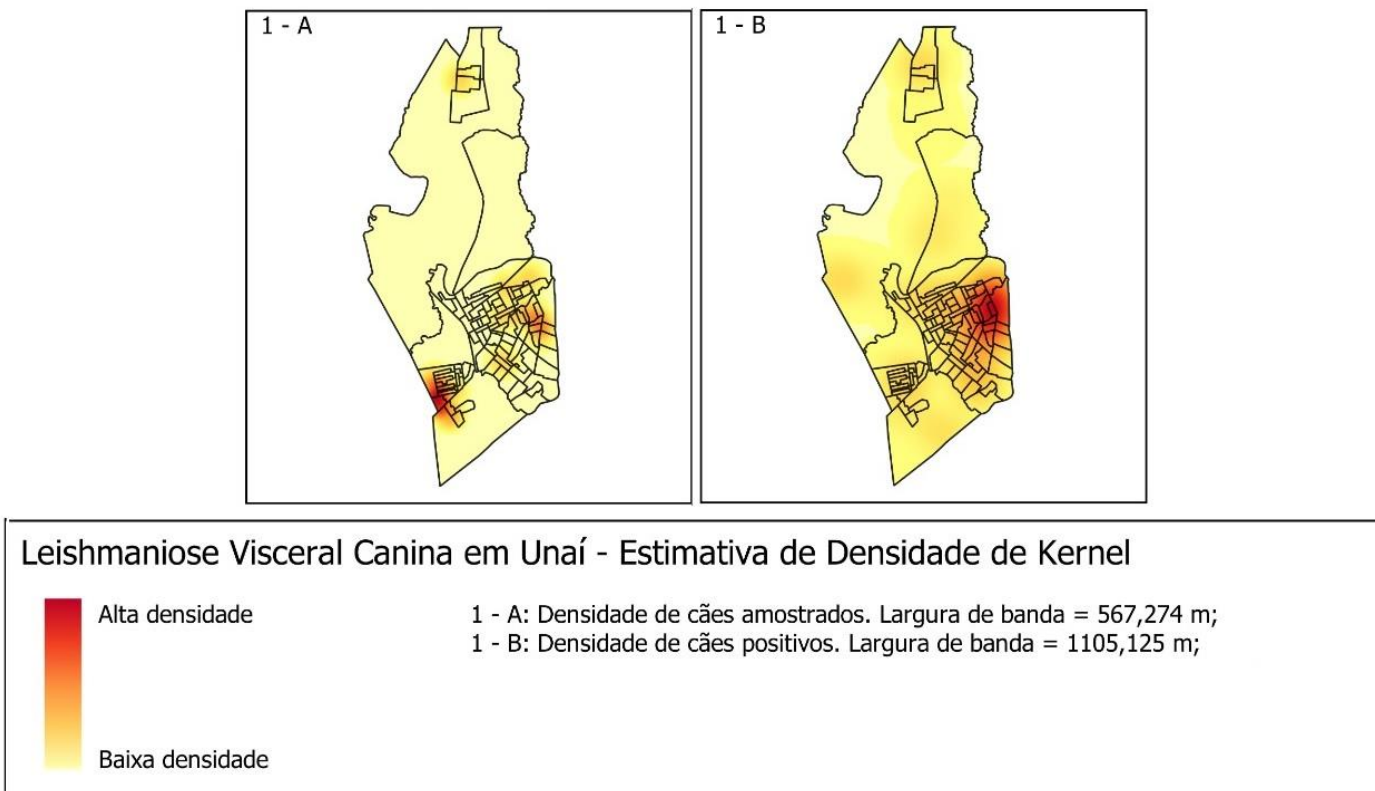 1 - A
1 - B
Leishmaniose Visceral Canina em Unaí - Estimativa de Densidade de Kernel
Alta densidade
1 - A: Densidade de cães amostrados. Largura de banda = 567,274 m;
1 - B: Densidade de cães positivos. Largura de banda = 1105,125 m;
Baixa densidade